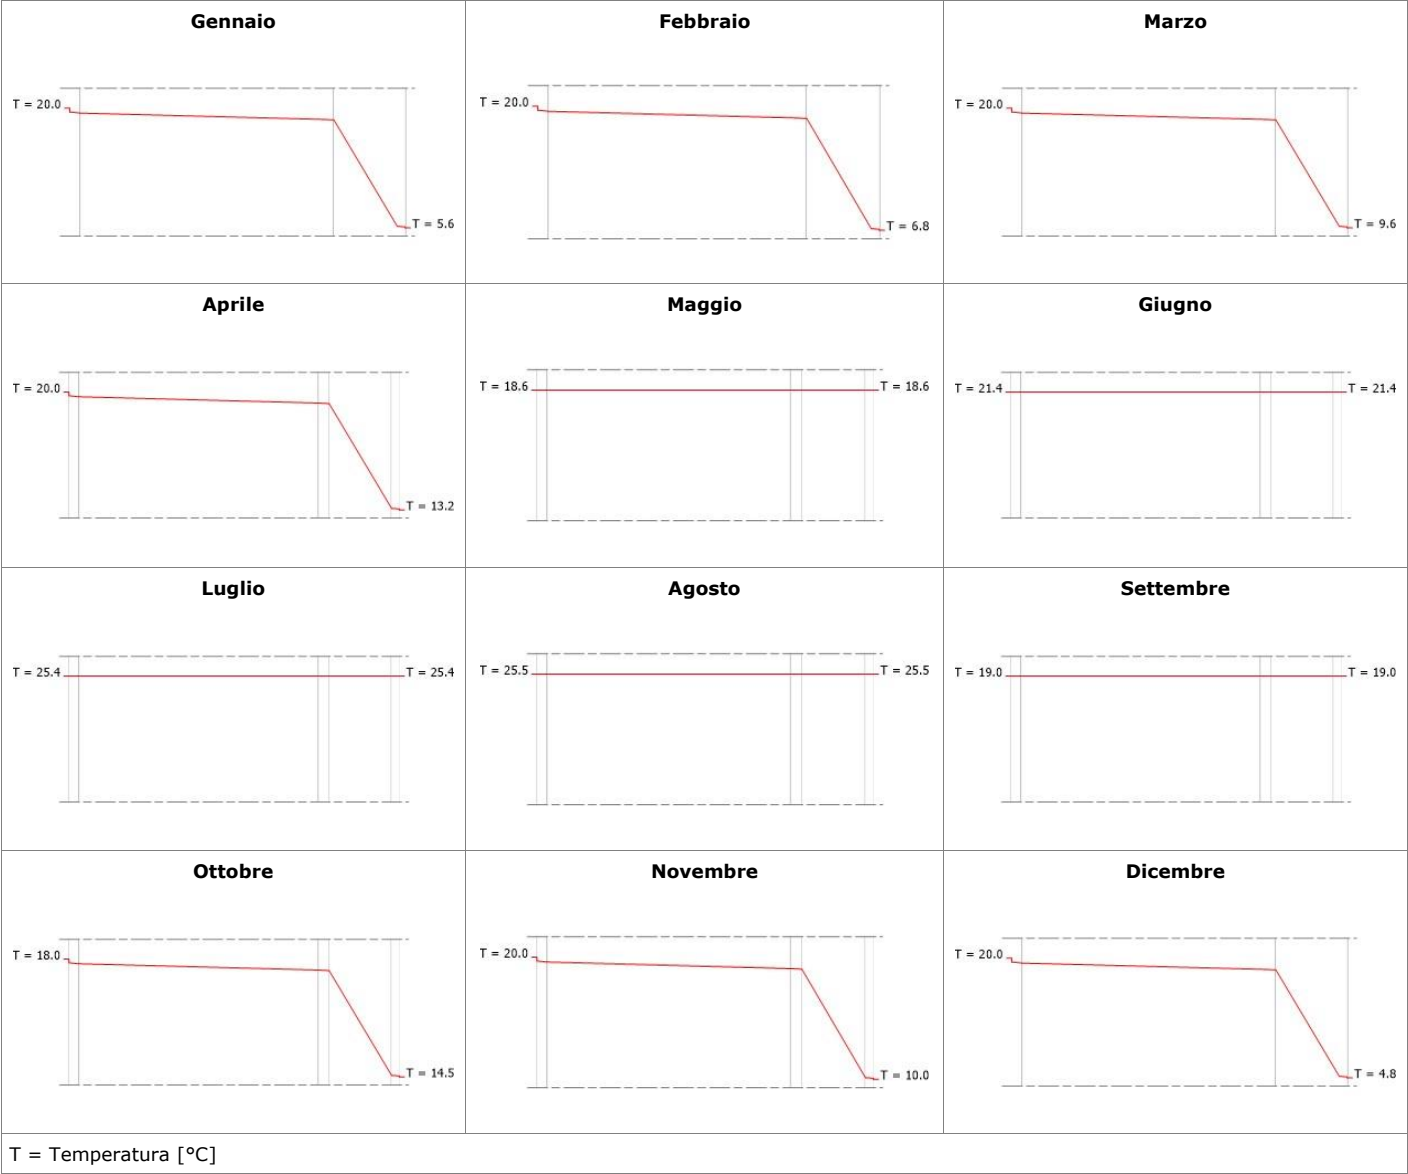 Gennaio
Febbraio
Marzo
T = 20.0
T = 5.6
T = 20.0
T = 6.8
T = 20.0
T = 9.6
Aprile
Maggio
Giugno
T = 20.0
T = 13.2
T = 18.6
T = 18.6
T = 21.4
T = 21.4
Luglio
Agosto
Settembre
T = 25.4
T = 25.4
T = 25.5
T = 25.5
T = 19.0
T = 19.0
Ottobre
Novembre
Dicembre
T = 18.0
T = 14.5
T = 20.0
T = 10.0
T = 20.0
T = 4.8
T = Temperatura [°C]